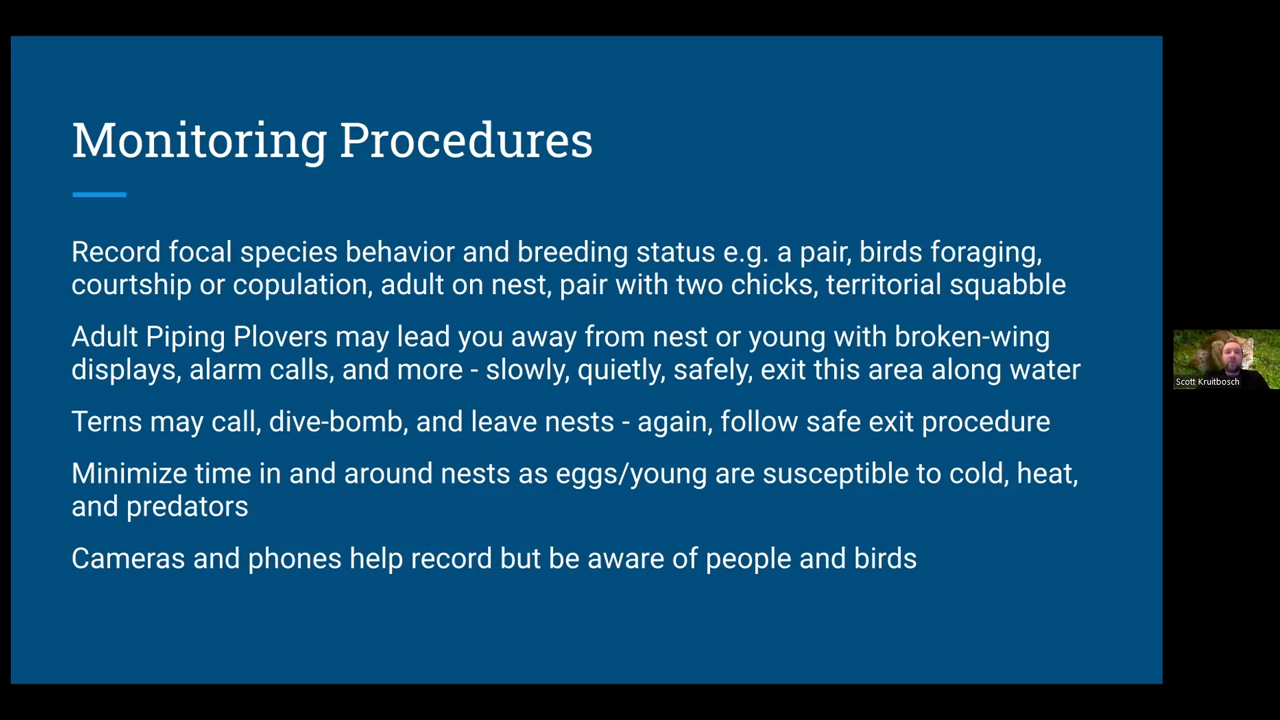 Monitoring Procedures
Record focal species behavior and breeding status e.g. a pair, birds foraging,
courtship or copulation, adult on nest, pair with two chicks, territorial squabble
Adult Piping Plovers may lead you away from nest or young with broken-wing
displays, alarm calls, and more - slowly, quietly, safely, exit this area along water
Terns may call, dive-bomb, and leave nests - again, follow safe exit procedure
Minimize time in and around nests as eggs/young are susceptible to cold, heat,
and predators
Cameras and phones help record but be aware of people and birds
Scott Kruitbosch